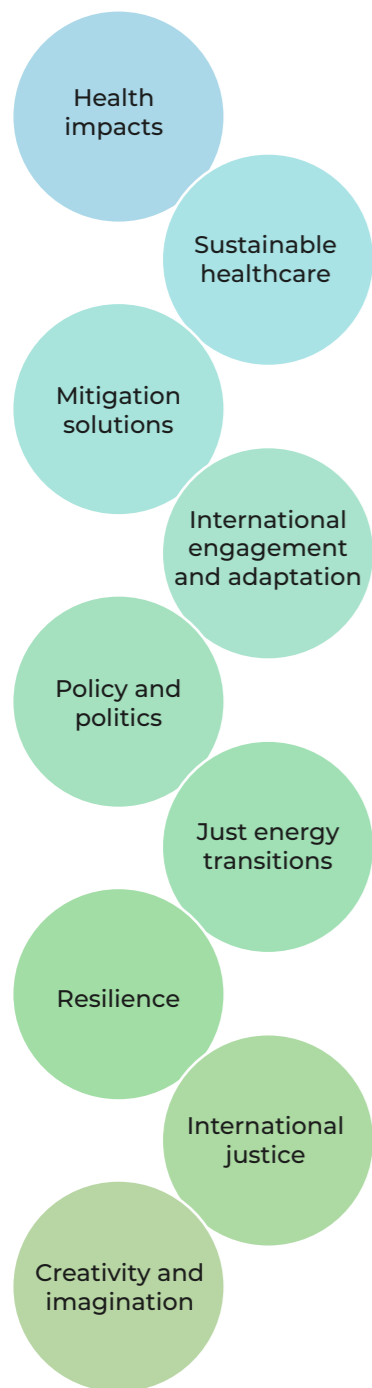 Health
impacts
Sustainable
healthcare
Mitigation
solutions
International
engagement
and adaptation
Policy and
politics
Just energy
transitions
Resilience
International
justice
Creativity and
imagination